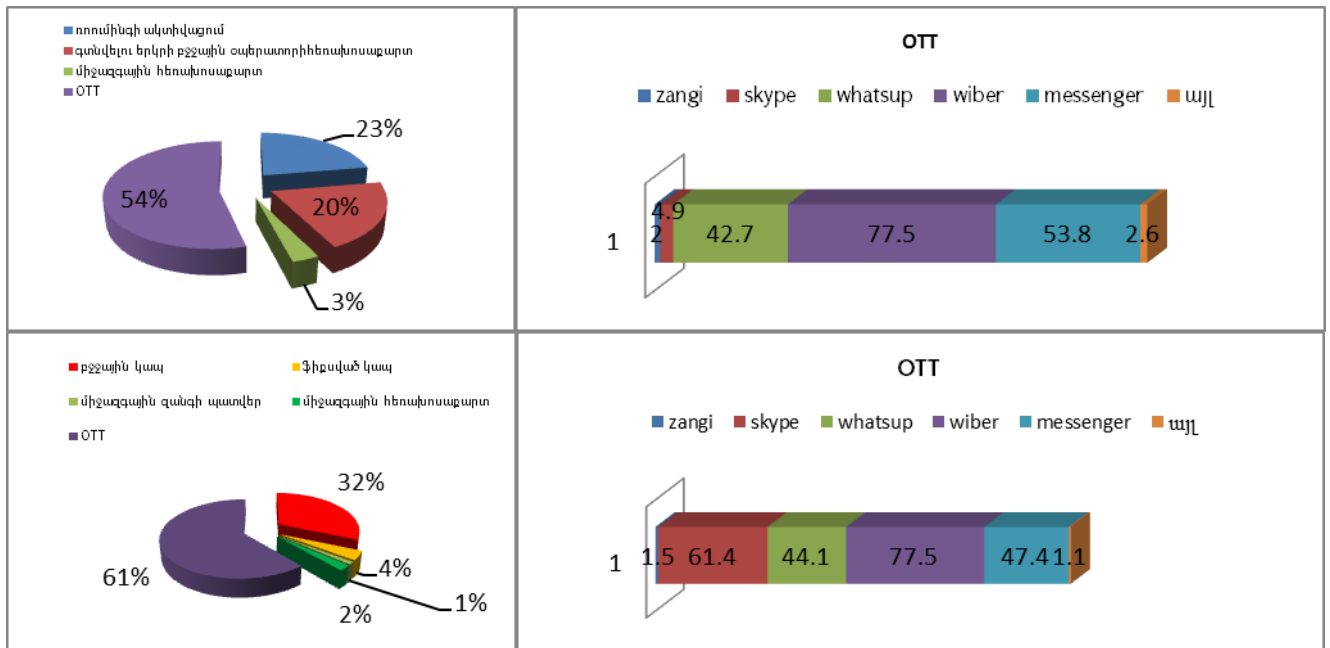 ռոումինգի ակտիվացում
գտնվելու երկրի բջջային օպերատորիհեռախոսաքարտ
միջազգային հեռախոսաքարտ
OTT
23%
54%
20%
3%
OTT
zangi skype whatsup wiber messenger այլ
1
4.9
2 42.7 77.5 53.8 2.6
բջջային կապ ֆիքսված կապ
միջազգային զանգի պատվեր միջազգային հեռախոսաքարտ
OTT
32%
61%
4%
1%
2%
OTT
zangi skype whatsup wiber messenger այլ
1 1.5 61.4 44.1 77.5 47.4 1.1